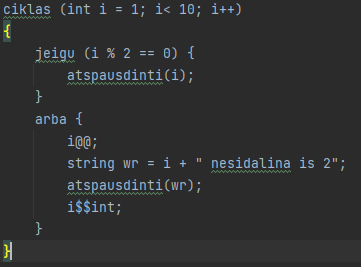 ciklas (int i = 1; i< 10; i++)
{
jeigu (i % 2 == 0) {
atspausdinti(i);
}
arba {
i@@;
string wr = i + " nesidalina is 2";
atspausdinti(wr);
i$$int;
}
}